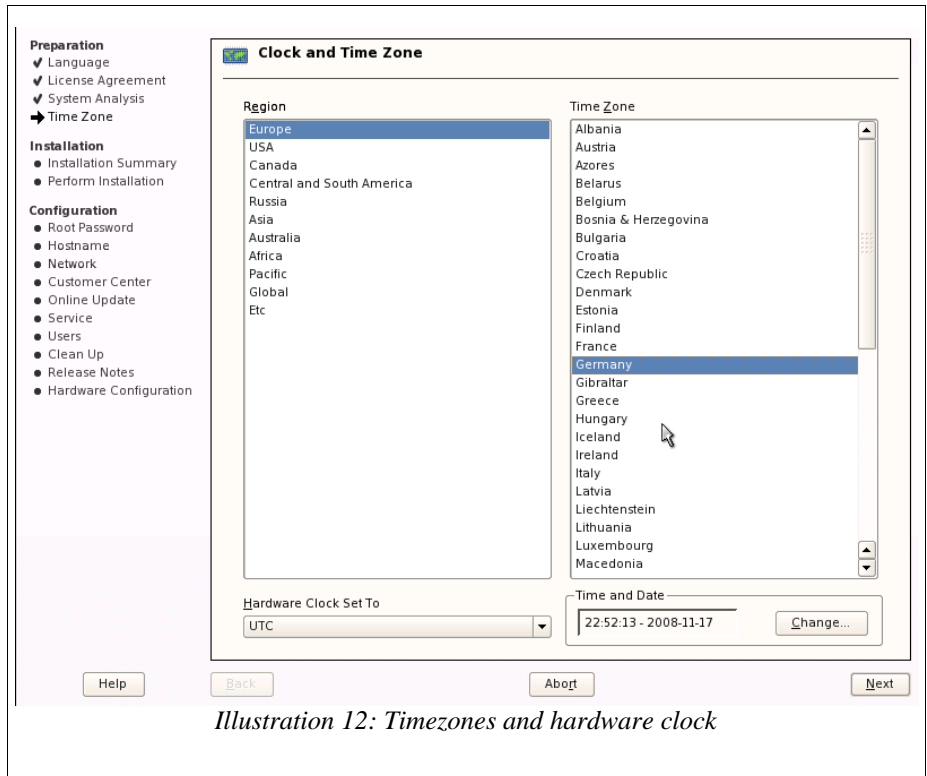 Preparation
Language
License Agreement
System Analysis
Time Zone
Installation
Installation Summary
Perform Installation
Configuration
Root Password
Hostname
Network
Customer Center
Online Update
Service
Users
Clean Up
Release Notes
Hardware Configuration
Clock and Time Zone
Region
Europe
USA
Canada
Central and South America
Russia
Asia
Australia
Africa
Pacific
Global
Etc
Time Zone
Albania
Austria
Azores
Belarus
Belgium
Bosnia & Herzegovina
Bulgaria
Croatia
Czech Republic
Denmark
Estonia
Finland
France
Germany
Gibraltar
Greece
Hungary
Iceland
Ireland
Italy
Latvia
Liechtenstein
Lithuania
Luxembourg
Macedonia
Hardware Clock Set To
UTC
Time and Date
22:52:13 - 2008-11-17
Change...
Help
Back
Abort
Next
Illustration 12: Timezones and hardware clock